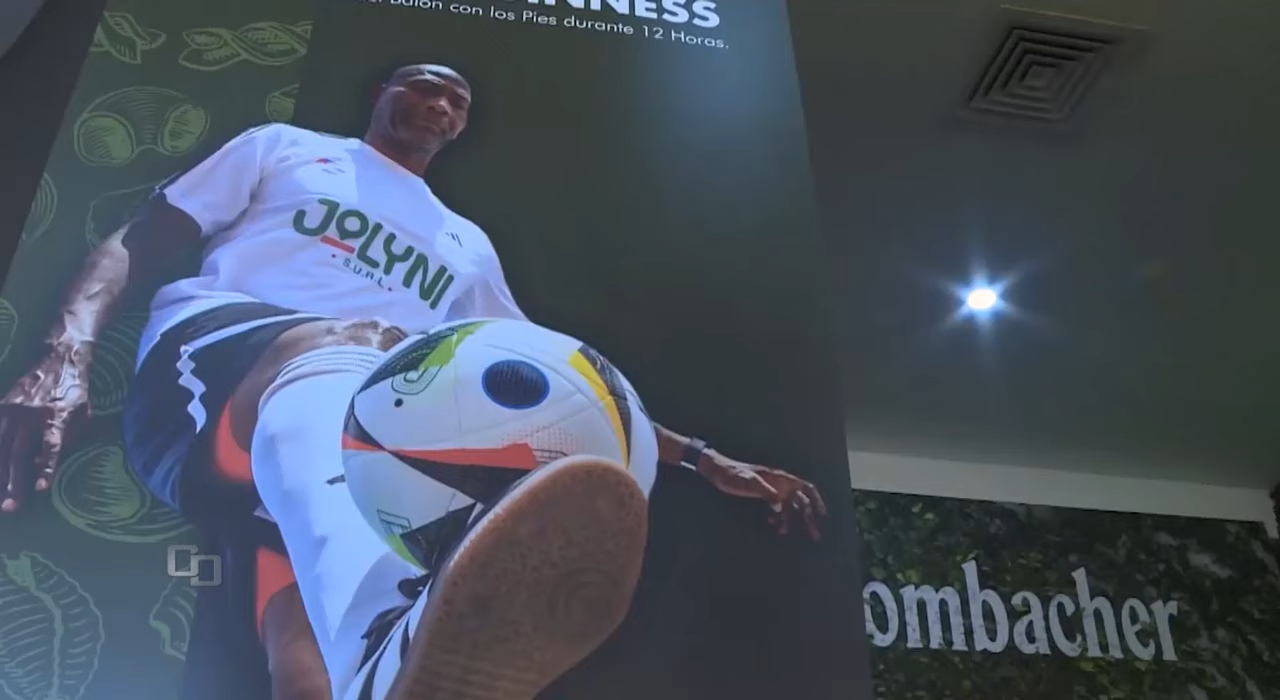 INNESS
el Balón con los Pies durante 12 Horas.
JOLYNI
S.U.R.L.
ombacher